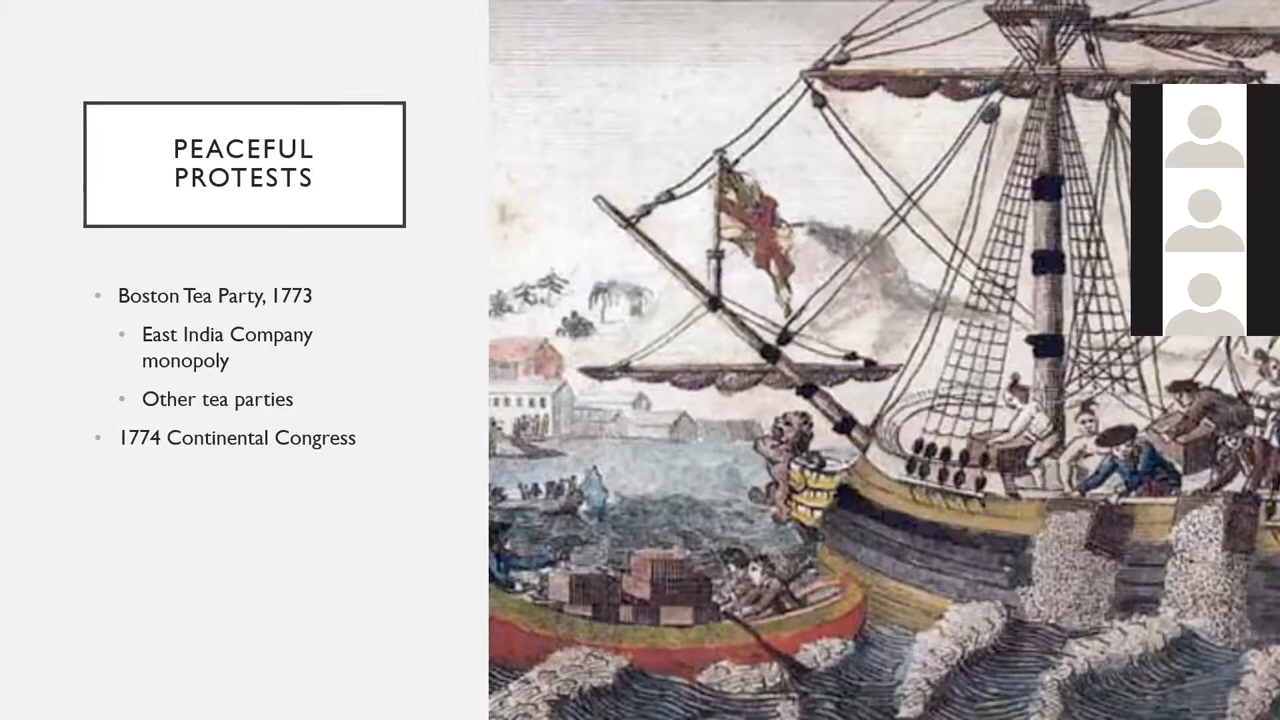 PEACEFUL
PROTESTS
• Boston Tea Party, 1773
• East India Company
monopoly
• Other tea parties
• 1774 Continental Congress